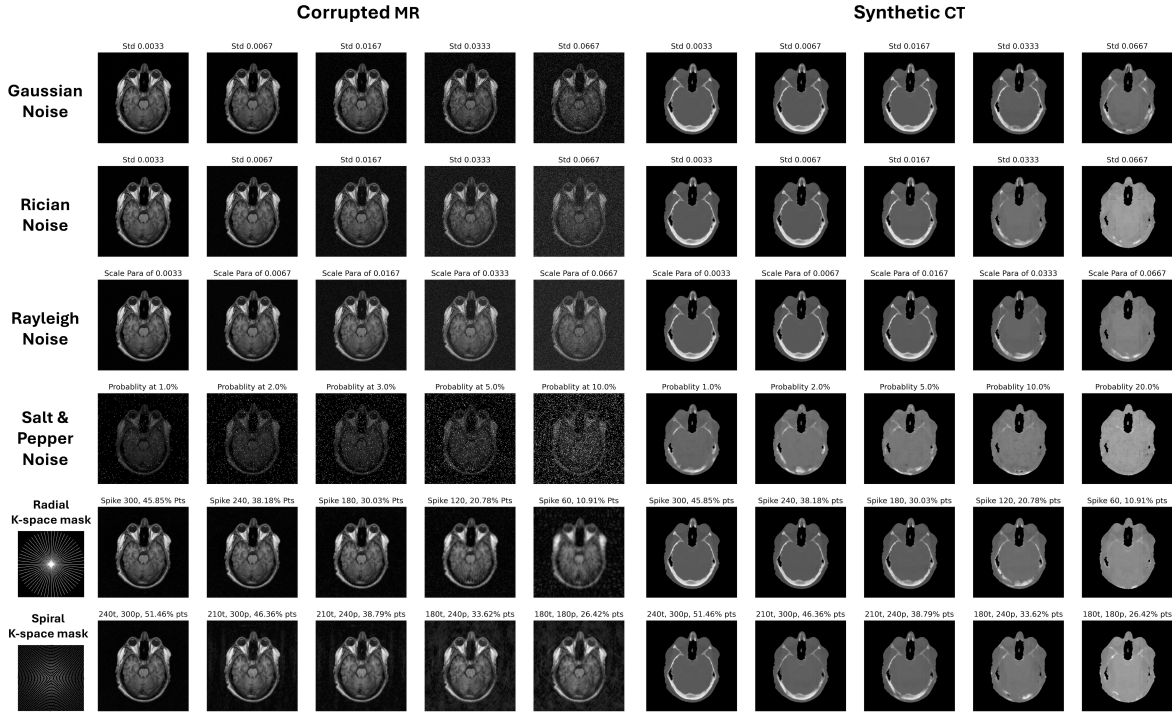 Corrupted MR
Synthetic CT
Gaussian
Noise
Std 0.0033
Std 0.0067
Std 0.0167
Std 0.0333
Std 0.0667
Std 0.0033
Std 0.0067
Std 0.0167
Std 0.0333
Std 0.0667
Rician
Noise
Std 0.0033
Std 0.0067
Std 0.0167
Std 0.0333
Std 0.0667
Std 0.0033
Std 0.0067
Std 0.0167
Std 0.0333
Std 0.0667
Rayleigh
Noise
Scale Para of 0.0033
Scale Para of 0.0067
Scale Para of 0.0167
Scale Para of 0.0333
Scale Para of 0.0667
Scale Para of 0.0033
Scale Para of 0.0067
Scale Para of 0.0167
Scale Para of 0.0333
Scale Para of 0.0667
Salt &
Pepper
Noise
Probablity at 1.0%
Probablity at 2.0%
Probablity at 3.0%
Probablity at 5.0%
Probablity at 10.0%
Probablity 1.0%
Probablity 2.0%
Probablity 5.0%
Probablity 10.0%
Probablity 20.0%
Radial
K-space mask
Spike 300, 45.85% Pts
Spike 240, 38.18% Pts
Spike 180, 30.03% Pts
Spike 120, 20.78% Pts
Spike 60, 10.91% Pts
Spike 300, 45.85% pts
Spike 240, 38.18% pts
Spike 180, 30.03% pts
Spike 120, 20.78% pts
Spike 60, 10.91% pts
Spiral
K-space mask
240t, 300p, 51.46% pts
210t, 300p, 46.36% pts
210t, 240p, 38.79% pts
180t, 240p, 33.62% pts
180t, 180p, 26.42% pts
240t, 300p, 51.46% pts
210t, 300p, 46.36% pts
210t, 240p, 38.79% pts
180t, 240p, 33.62% pts
180t, 180p, 26.42% pts